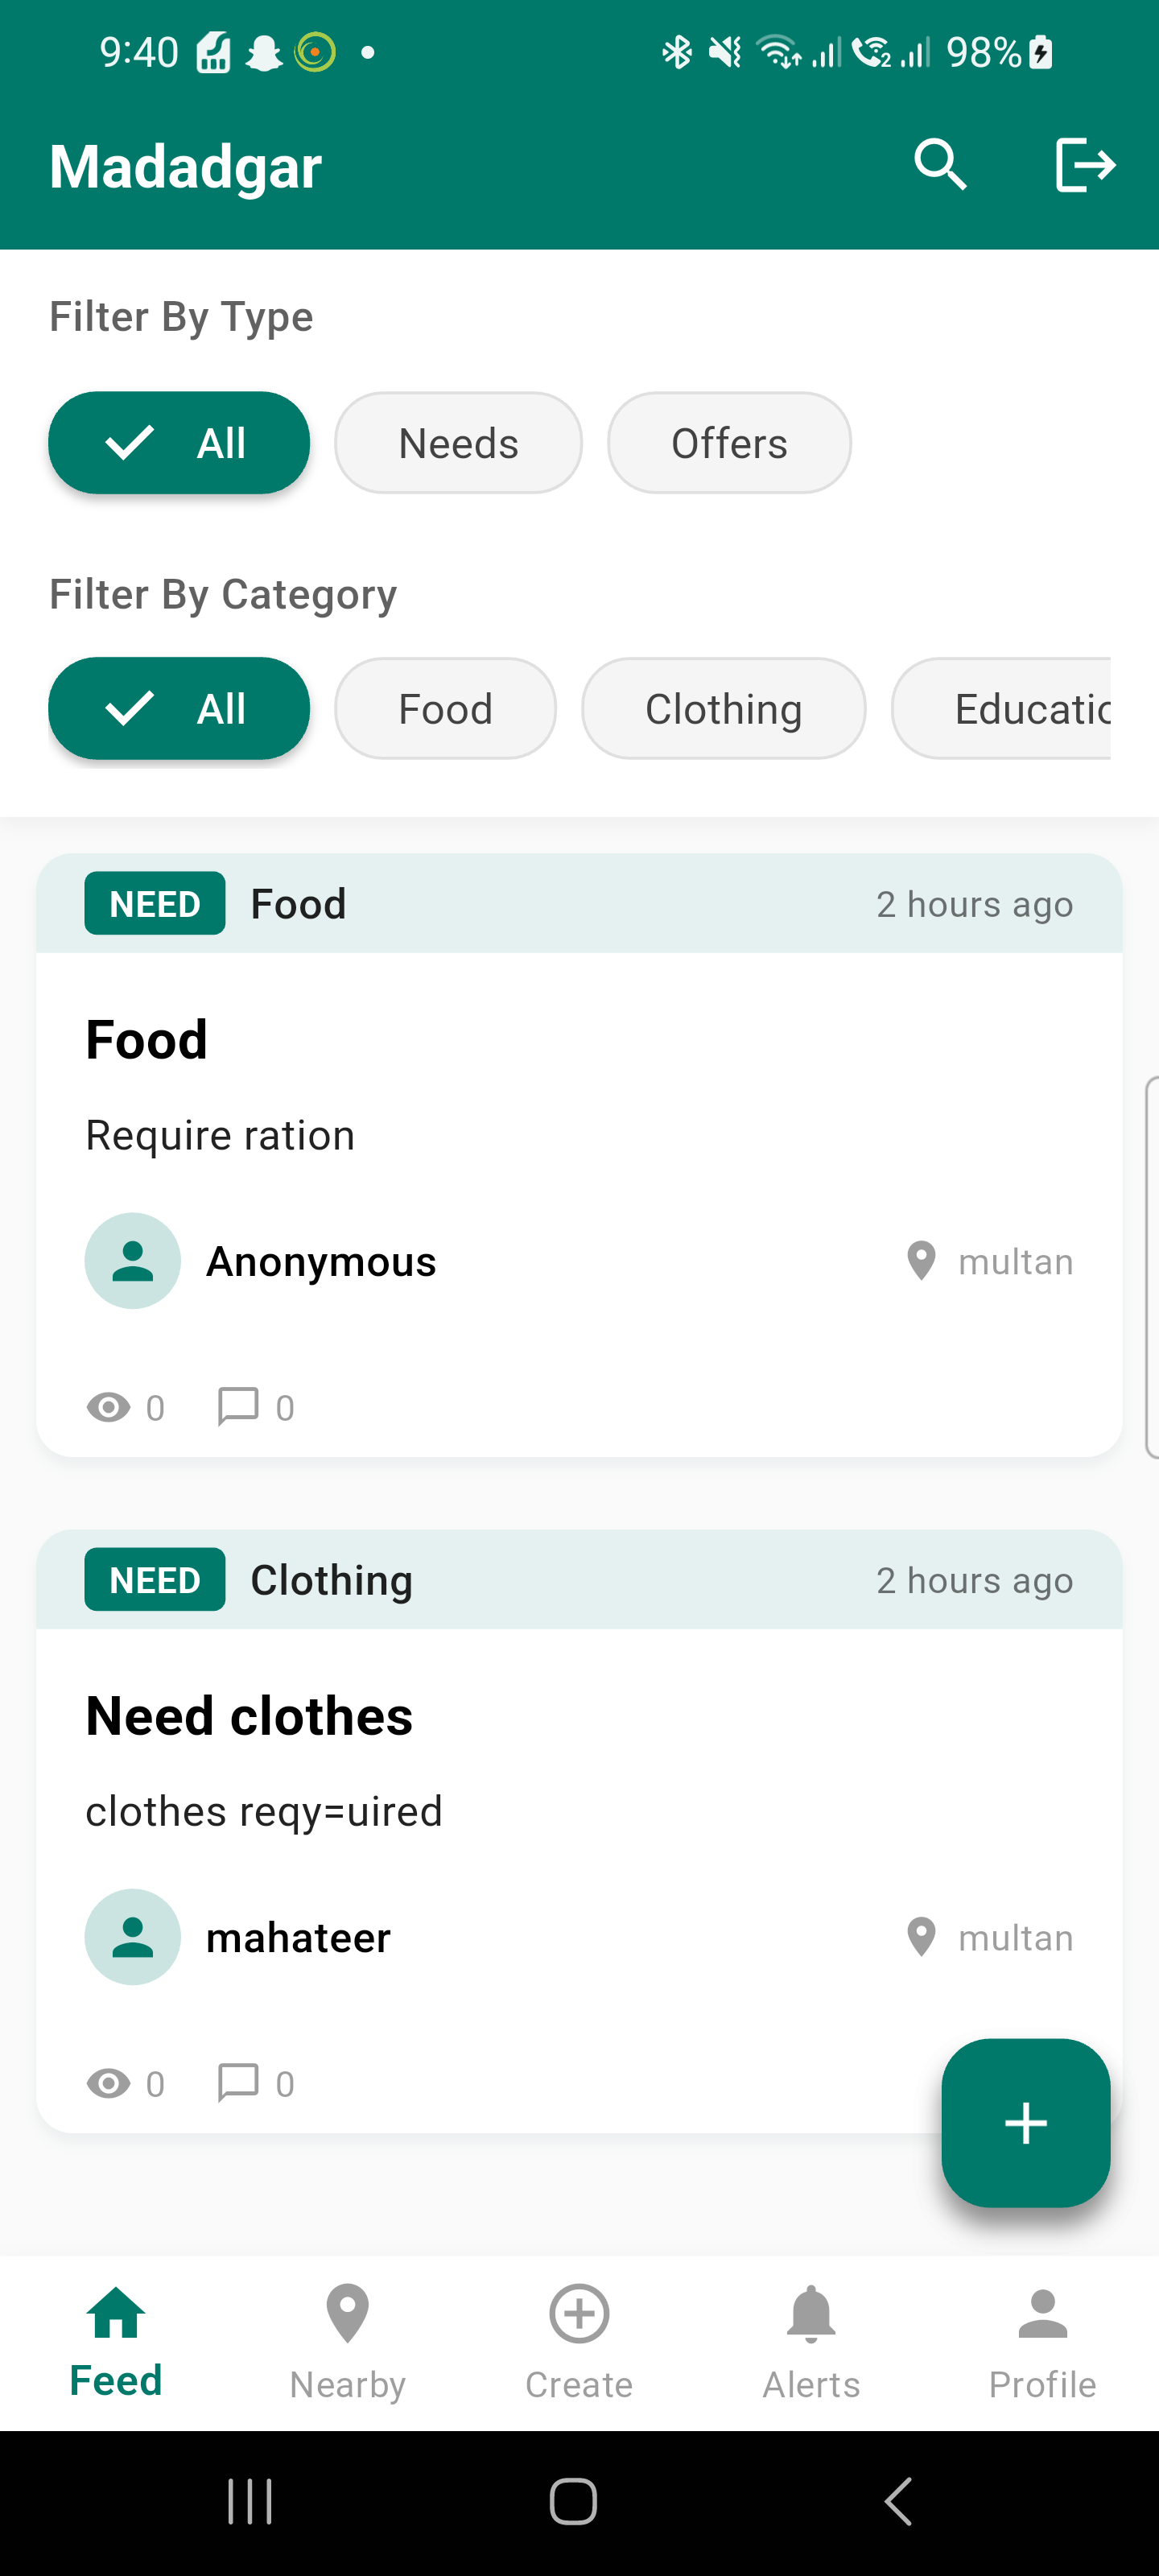 9:40 98%
Madadgar
Filter By Type
All Needs Offers
Filter By Category
All Food Clothing Educatio
NEED Food 2 hours ago
Food
Require ration
Anonymous multan
0 0
NEED Clothing 2 hours ago
Need clothes
clothes reqy=uired
mahateer multan
0 0
Feed Nearby Create Alerts Profile